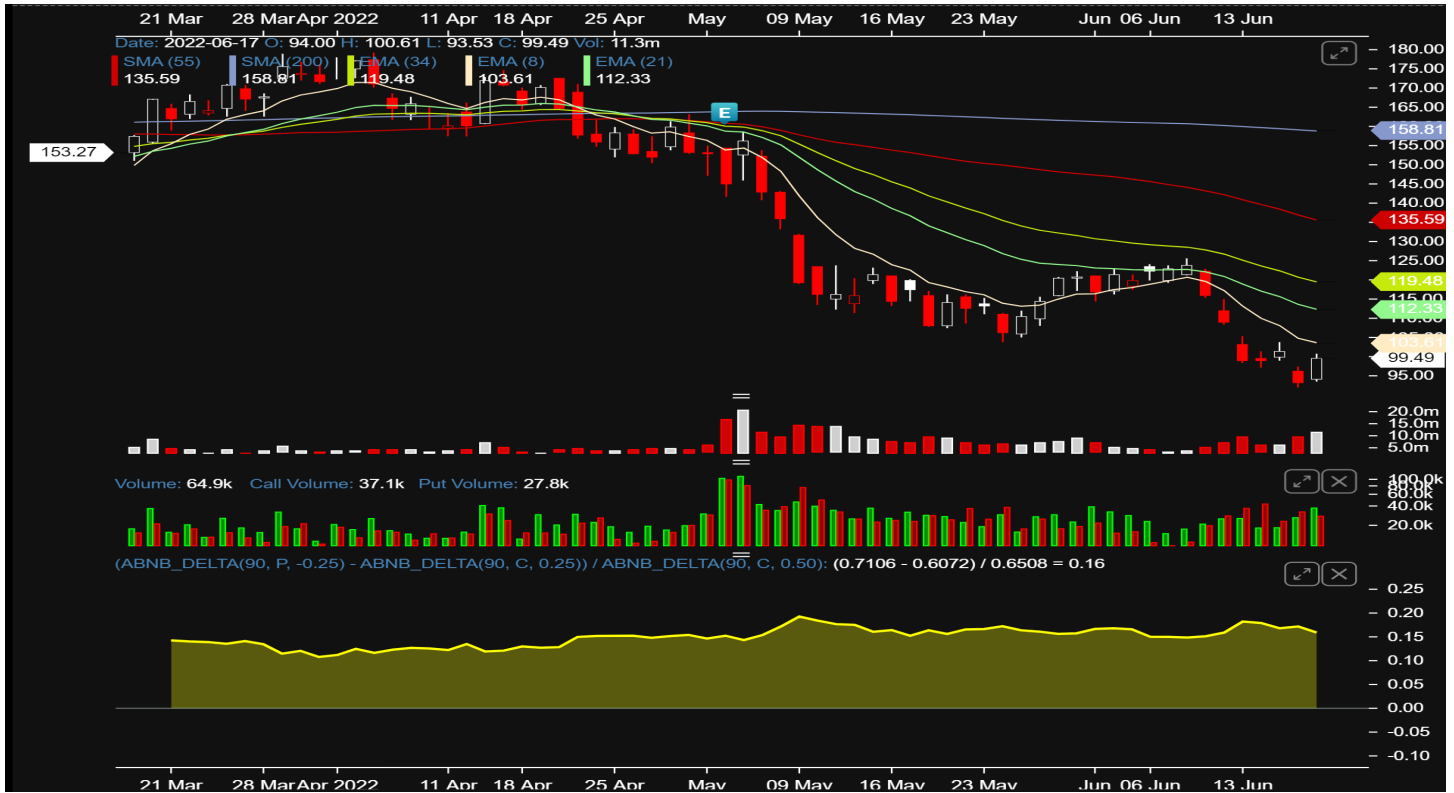 21 Mar 28 Mar Apr 2022 11 Apr 18 Apr 25 Apr May 09 May 16 May 23 May Jun 06 Jun 13 Jun
Date: 2022-06-17 O: 94.00 H: 100.61 L: 93.53 C: 99.49 Vol: 11.3m
SMA (55) SMA (200) EMA (34) EMA (8) EMA (21)
135.59 158.81 119.48 103.61 112.33
180.00
175.00
170.00
165.00
E
158.81
155.00
153.27
150.00
145.00
140.00
135.59
130.00
125.00
119.48
115.00
112.33
110.00
103.61
99.49
95.00
20.0m
15.0m
10.0m
5.0m
Volume: 64.9k Call Volume: 37.1k Put Volume: 27.8k
100.0k
80.0k
60.0k
40.0k
20.0k
(ABNB_DELTA(90, P, -0.25) - ABNB_DELTA(90, C, 0.25)) / ABNB_DELTA(90, C, 0.50): (0.7106 - 0.6072) / 0.6508 = 0.16
0.25
0.20
0.15
0.10
0.05
0.00
-0.05
-0.10
21 Mar 28 Mar Apr 2022 11 Apr 18 Apr 25 Apr May 09 May 16 May 23 May Jun 06 Jun 13 Jun